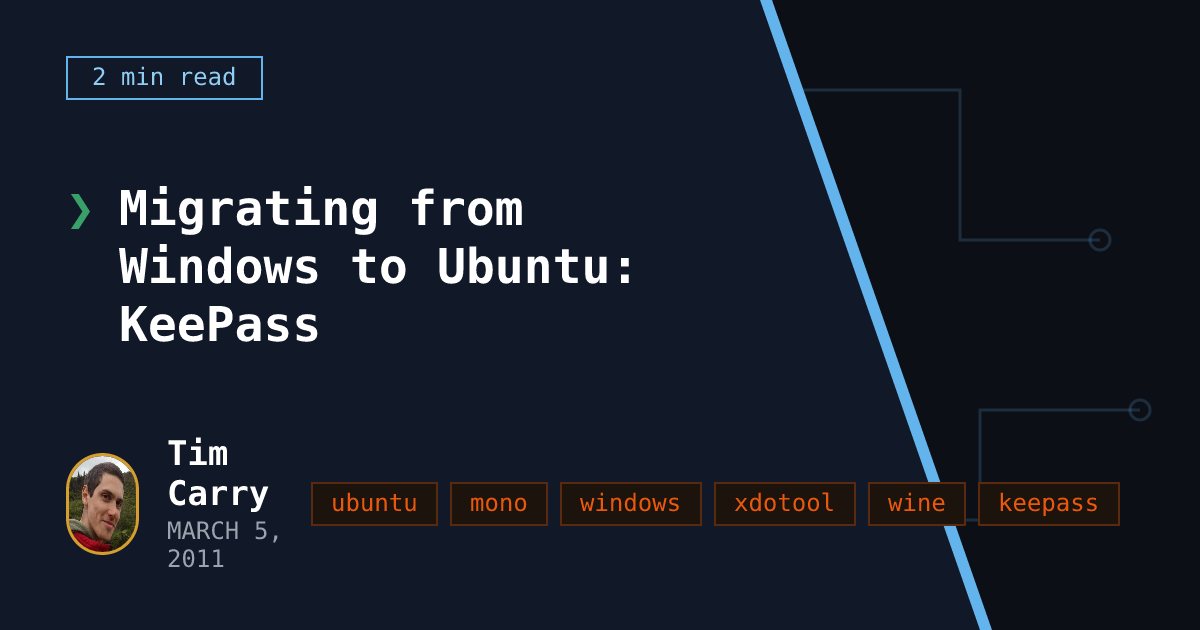 2 min read
❯ Migrating from
Windows to Ubuntu:
KeePass
Tim
Carry
MARCH 5,
2011
ubuntu mono windows xdotool wine keepass